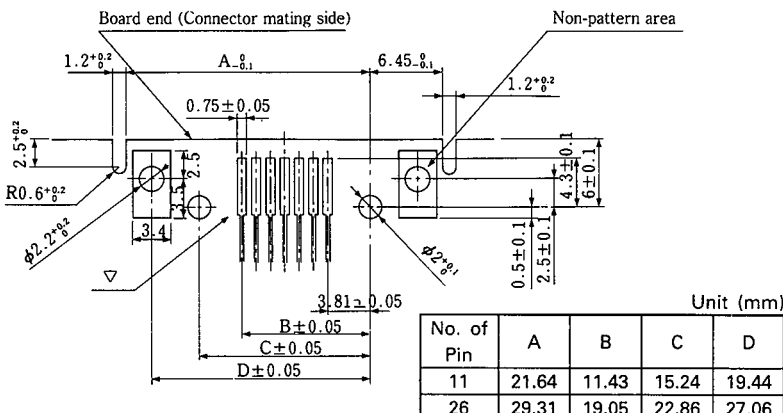 Board end (Connector mating side)
Non-pattern area
1.2+0.2 0
A 0 -0.1
6.45 0 -0.1
1.2+0.2 0
0.75±0.05
2.5+0.2 0
2.5
4.3±0.1
6±0.1
R0.6+0.2 0
3.5
φ2.2+0.2 0
3.4
φ2+0.1 0
0.5±0.1
2.5±0.1
▽
3.81±0.05
B±0.05
C±0.05
D±0.05
Unit (mm)
No. of Pin A B C D
11 21.64 11.43 15.24 19.44
26 29.31 19.05 22.86 27.06